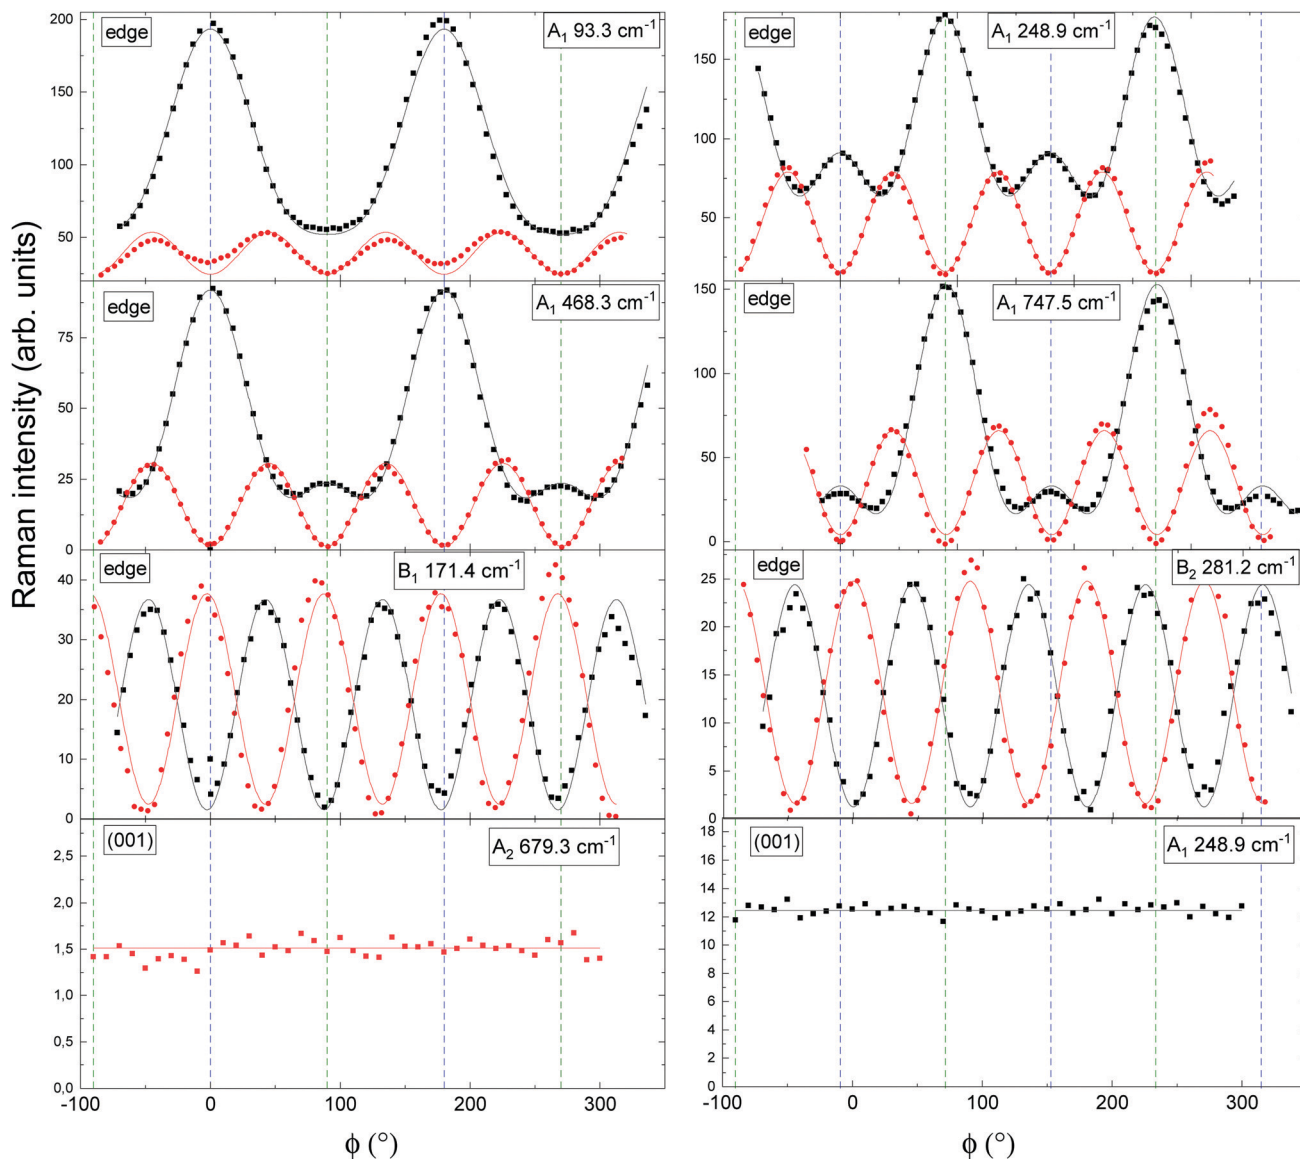 Raman intensity (arb. units)
edge
A₁ 93.3 cm⁻¹
200
150
100
50
edge
A₁ 468.3 cm⁻¹
75
50
25
0
edge
B₁ 171.4 cm⁻¹
40
30
20
10
0
(001)
A₂ 679.3 cm⁻¹
2,5
2,0
1,5
1,0
0,5
0,0
-100 0 100 200 300
ϕ (°)
edge
A₁ 248.9 cm⁻¹
150
100
50
edge
A₁ 747.5 cm⁻¹
150
100
50
0
edge
B₂ 281.2 cm⁻¹
25
20
15
10
5
0
(001)
A₁ 248.9 cm⁻¹
18
16
14
12
10
8
6
4
2
0
-100 0 100 200 300
ϕ (°)